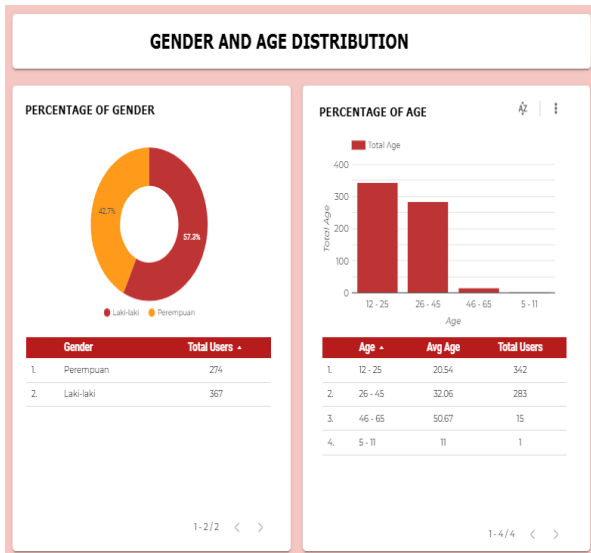 GENDER AND AGE DISTRIBUTION
PERCENTAGE OF GENDER
42.7%
57.3%
Laki-laki Perempuan
Gender Total Users
1. Perempuan 274
2. Laki-laki 367
1 - 2 / 2
PERCENTAGE OF AGE
AZ
Total Age
400
300
200
100
0
Total Age
12 - 25 26 - 45 46 - 65 5 - 11
Age
Age Avg Age Total Users
1. 12 - 25 20.54 342
2. 26 - 45 32.06 283
3. 46 - 65 50.67 15
4. 5 - 11 11 1
1 - 4 / 4